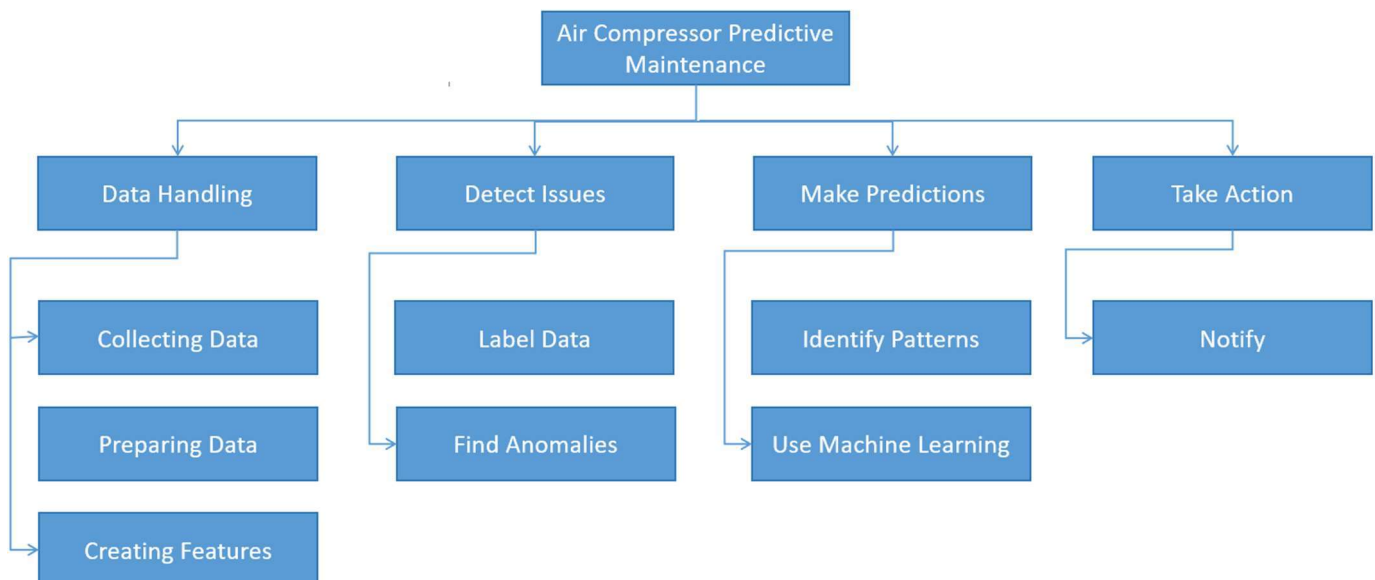 Air Compressor Predictive
Maintenance
Data Handling
Detect Issues
Make Predictions
Take Action
Collecting Data
Label Data
Identify Patterns
Notify
Preparing Data
Find Anomalies
Use Machine Learning
Creating Features